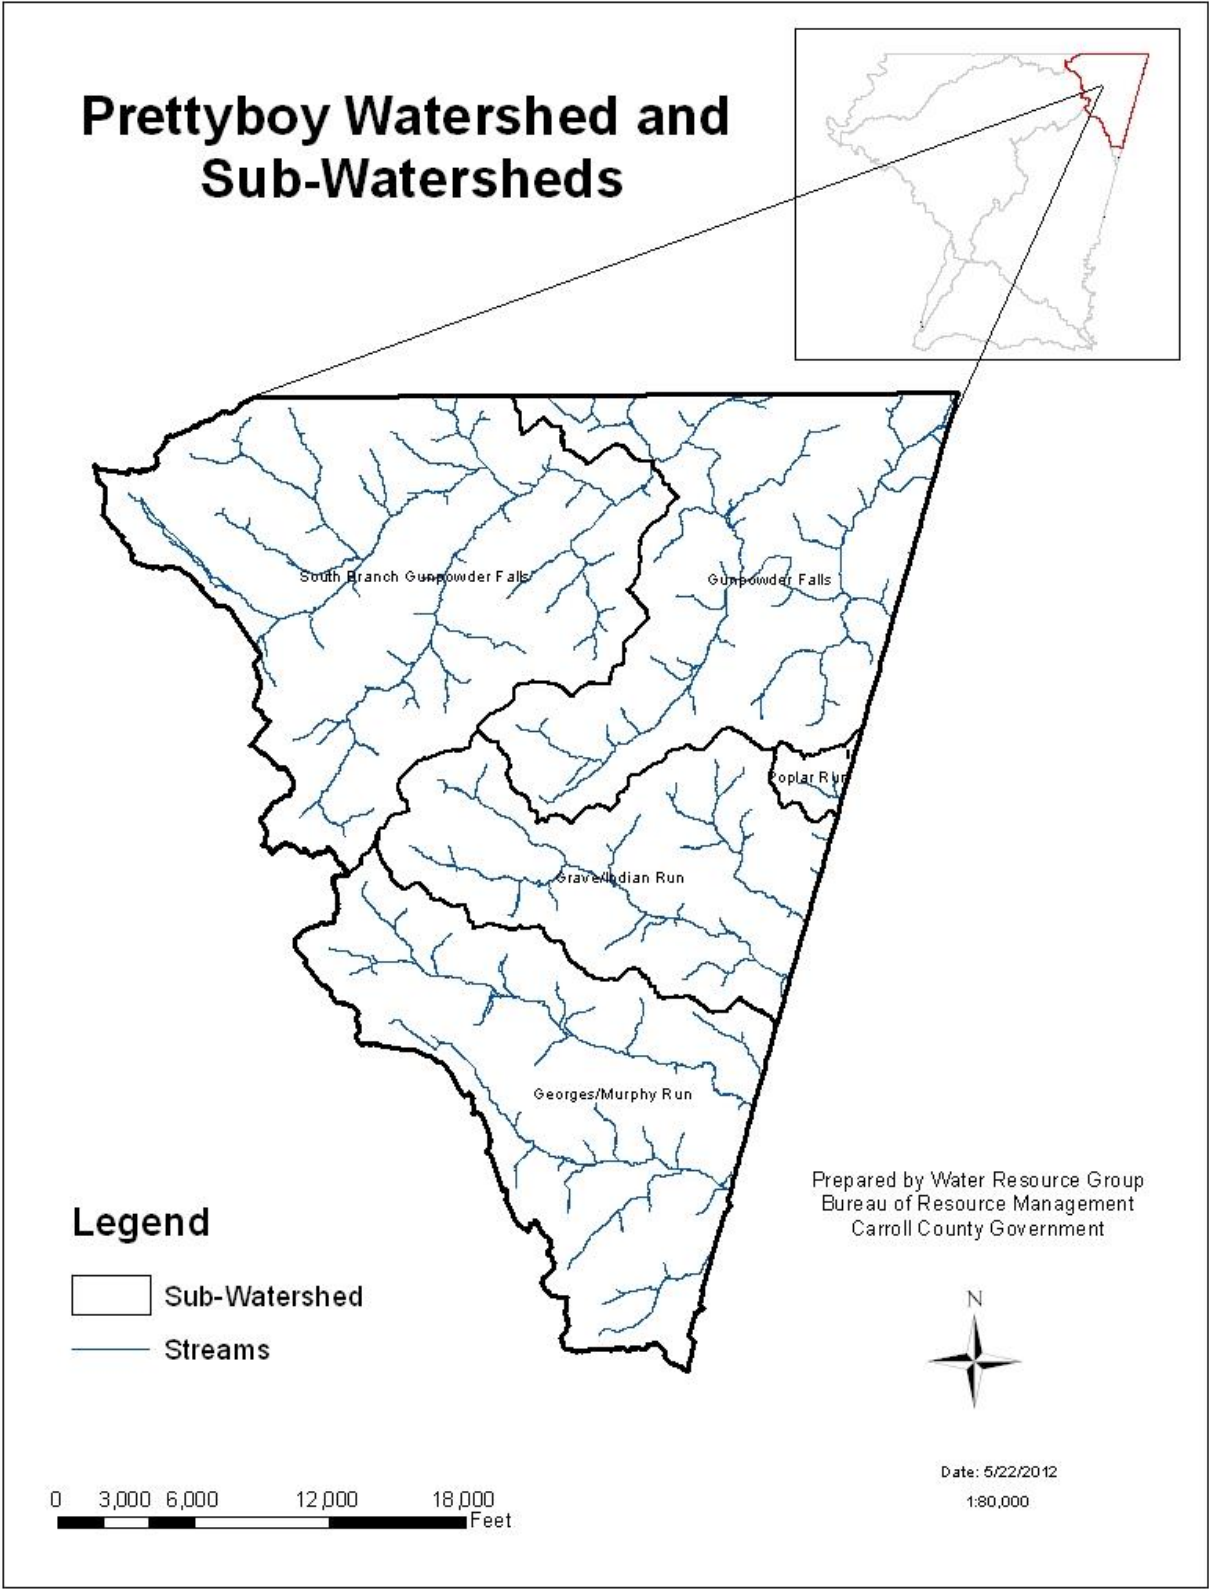 Prettyboy Watershed and
Sub-Watersheds
South Branch Gunpowder Falls
Gunpowder Falls
Poplar Run
Grave/Indian Run
Georges/Murphy Run
Prepared by Water Resource Group
Bureau of Resource Management
Carroll County Government
Legend
Sub-Watershed
Streams
N
Date: 5/22/2012
1:80,000
0 3,000 6,000 12,000 18,000
Feet